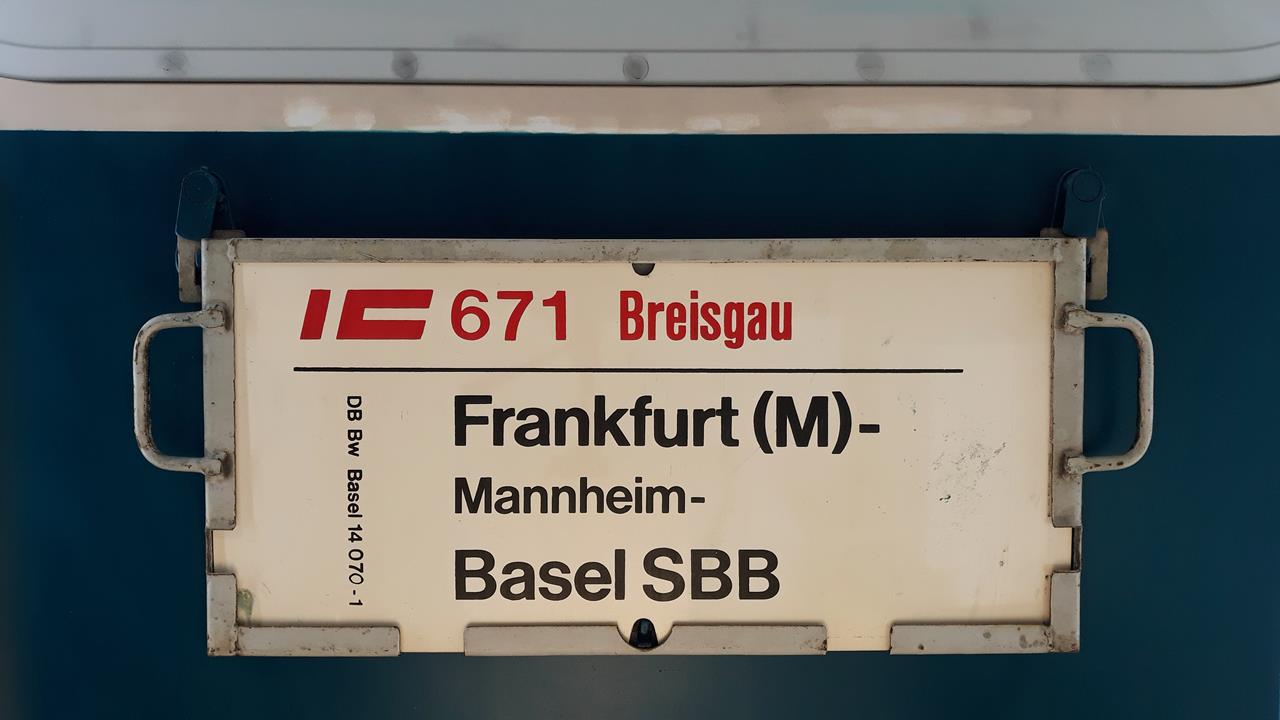 IC 671 Breisgau
Frankfurt (M)-
Mannheim-
Basel SBB
DB Bw Basel 14 070-1